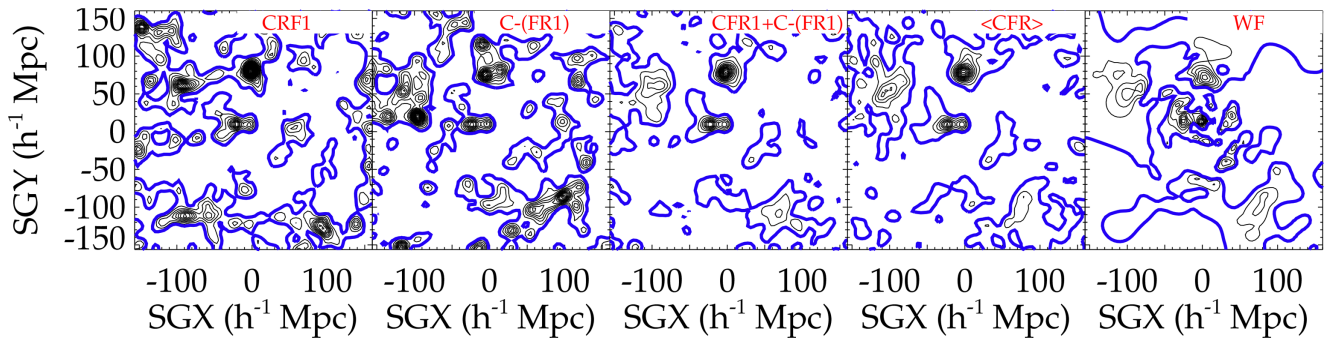 CRF1
C-(FR1)
CFR1+C-(FR1)
<CFR>
WF
SGY (h-1 Mpc)
150
100
50
0
-50
-100
-150
-100 0 100
-100 0 100
-100 0 100
-100 0 100
-100 0 100
SGX (h-1 Mpc)
SGX (h-1 Mpc)
SGX (h-1 Mpc)
SGX (h-1 Mpc)
SGX (h-1 Mpc)